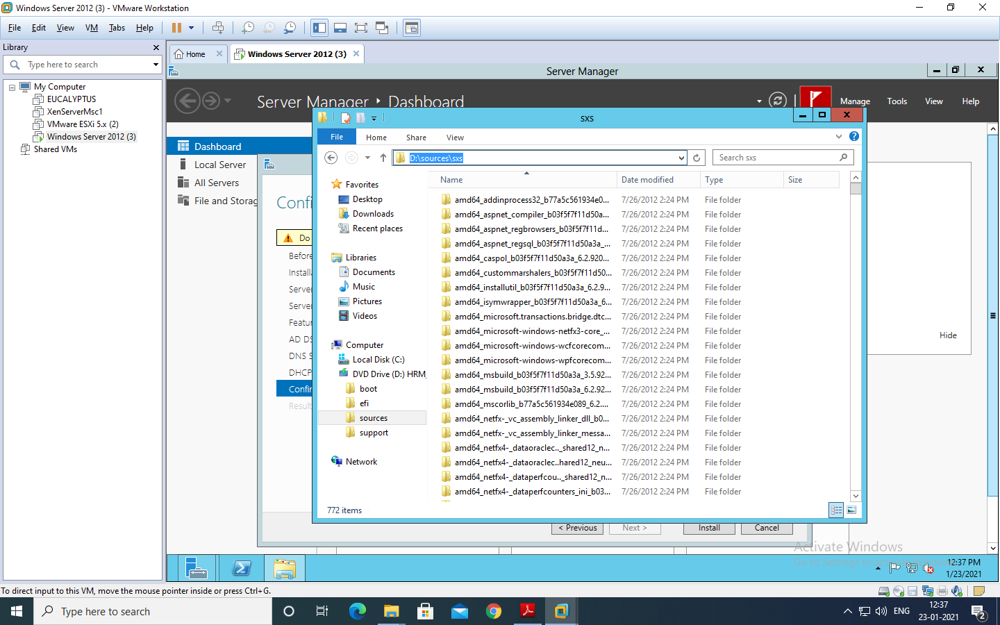 Windows Server 2012 (3) - VMware Workstation
File Edit View VM Tabs Help
Library
Type here to search
My Computer
EUCALYPTUS
XenServerMsc1
VMware ESXi 5.x (2)
Windows Server 2012 (3)
Shared VMs
Home
Windows Server 2012 (3)
Server Manager
Server Manager Dashboard
Manage Tools View Help
Dashboard
Local Server
All Servers
File and Storag
Confi
Do
Before
Install
Server
Server
Featur
AD DS
DNS S
DHCP
Confir
Result
sxs
File Home Share View
D:\sources\sxs
Search sxs
Favorites
Desktop
Downloads
Recent places
Libraries
Documents
Music
Pictures
Videos
Computer
Local Disk (C:)
DVD Drive (D:) HRM_
boot
efi
sources
support
Network
Name Date modified Type Size
amd64_addinprocess32_b77a5c561934e0... 7/26/2012 2:24 PM File folder
amd64_aspnet_compiler_b03f5f7f11d50a... 7/26/2012 2:24 PM File folder
amd64_aspnet_regbrowsers_b03f5f7f11d... 7/26/2012 2:24 PM File folder
amd64_aspnet_regsql_b03f5f7f11d50a3a_... 7/26/2012 2:24 PM File folder
amd64_caspol_b03f5f7f11d50a3a_6.2.920... 7/26/2012 2:24 PM File folder
amd64_custommarshalers_b03f5f7f11d50... 7/26/2012 2:24 PM File folder
amd64_installutil_b03f5f7f11d50a3a_6.2.9... 7/26/2012 2:24 PM File folder
amd64_isymwrapper_b03f5f7f11d50a3a_6... 7/26/2012 2:24 PM File folder
amd64_microsoft.transactions.bridge.dtc... 7/26/2012 2:24 PM File folder
amd64_microsoft-windows-netfx3-core_... 7/26/2012 2:24 PM File folder
amd64_microsoft-windows-wcfcorecom... 7/26/2012 2:24 PM File folder
amd64_microsoft-windows-wpfcorecom... 7/26/2012 2:24 PM File folder
amd64_msbuild_b03f5f7f11d50a3a_3.5.92... 7/26/2012 2:24 PM File folder
amd64_msbuild_b03f5f7f11d50a3a_6.2.92... 7/26/2012 2:24 PM File folder
amd64_mscorlib_b77a5c561934e089_6.2.... 7/26/2012 2:24 PM File folder
amd64_netfx-_vc_assembly_linker_dll_b0... 7/26/2012 2:24 PM File folder
amd64_netfx-_vc_assembly_linker_messa... 7/26/2012 2:24 PM File folder
amd64_netfx4-_dataoraclec.._shared12_n... 7/26/2012 2:24 PM File folder
amd64_netfx4-_dataoraclec..hared12_neu... 7/26/2012 2:24 PM File folder
amd64_netfx4-_dataperfcou.._shared12_n... 7/26/2012 2:24 PM File folder
amd64_netfx4-_dataperfcounters_ini_b03... 7/26/2012 2:24 PM File folder
772 items
Hide
< Previous Next > Install Cancel
Activate Windows
Go to Settings to activate Windows.
12:37 PM
1/23/2021
To direct input to this VM, move the mouse pointer inside or press Ctrl+G.
Type here to search
ENG
12:37
23-01-2021
2